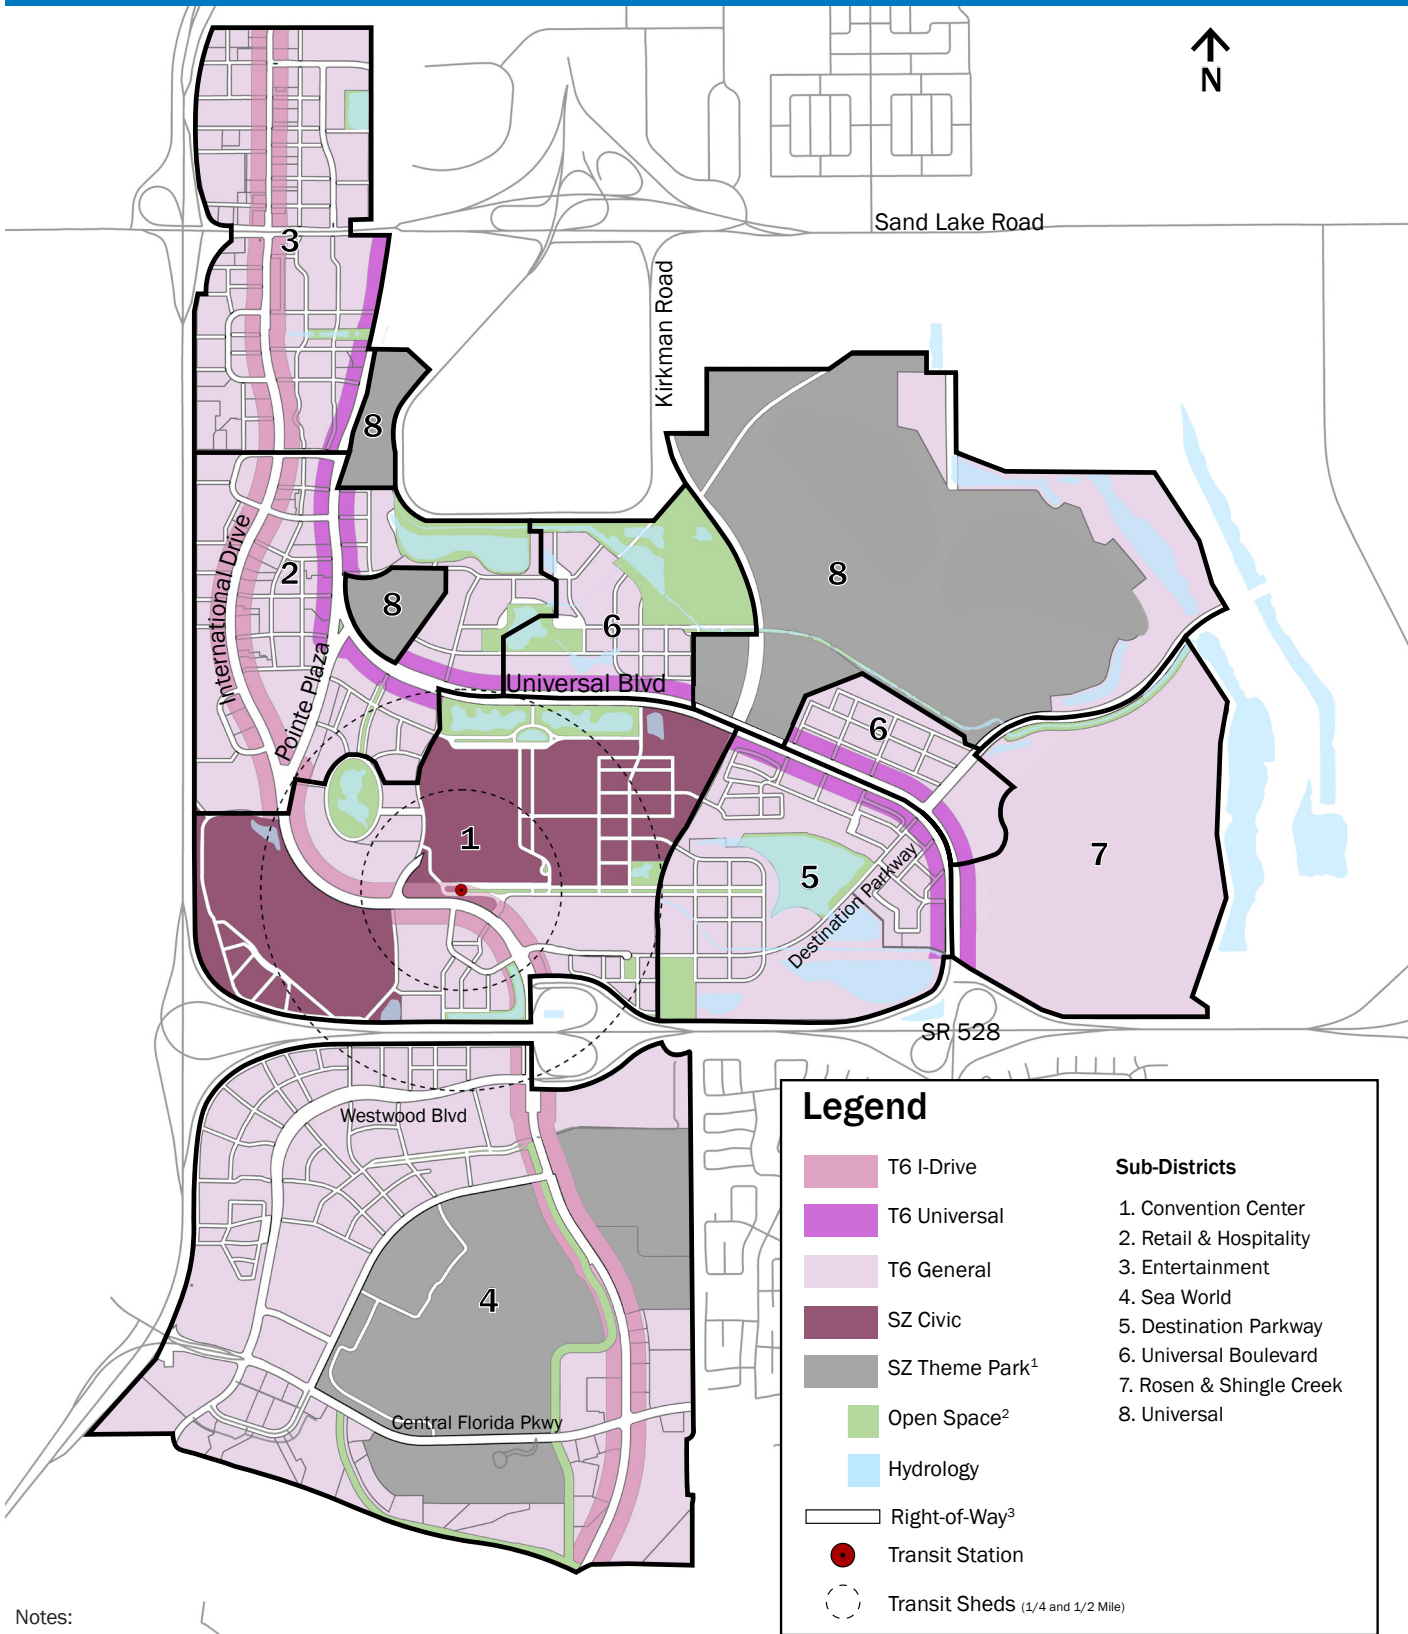 N
Sand Lake Road
3
Kirkman Road
8
International Drive
2
8
8
6
Pointe Plaza
Universal Blvd
6
1
5
7
Destination Parkway
SR 528
Westwood Blvd
4
Central Florida Pkwy
Legend
T6 I-Drive
T6 Universal
T6 General
SZ Civic
SZ Theme Park¹
Open Space²
Hydrology
Right-of-Way³
Transit Station
Transit Sheds (1/4 and 1/2 Mile)
Sub-Districts
1. Convention Center
2. Retail & Hospitality
3. Entertainment
4. Sea World
5. Destination Parkway
6. Universal Boulevard
7. Rosen & Shingle Creek
8. Universal
Notes: